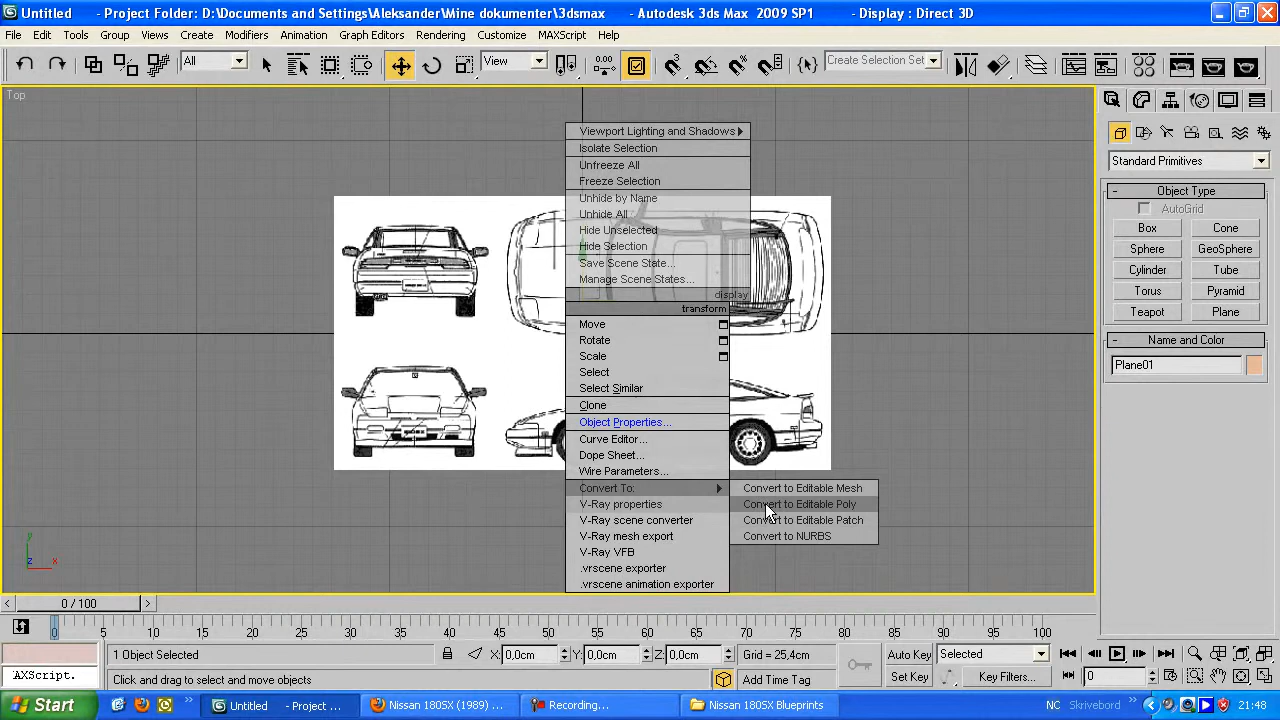 Untitled - Project Folder: D:\Documents and Settings\Aleksander\Mine dokumenter\3dsmax - Autodesk 3ds Max 2009 SP1 - Display : Direct 3D
File Edit Tools Group Views Create Modifiers Animation Graph Editors Rendering Customize MAXScript Help
All View 0.00 Create Selection Set
Top
Viewport Lighting and Shadows
Isolate Selection
Unfreeze All
Freeze Selection
Unhide by Name
Unhide All
Hide Unselected
Hide Selection
Save Scene State...
Manage Scene States...
display
transform
Move
Rotate
Scale
Select
Select Similar
Clone
Object Properties...
Curve Editor...
Dope Sheet...
Wire Parameters...
Convert To:
V-Ray properties
V-Ray scene converter
V-Ray mesh export
V-Ray VFB
.vrscene exporter
.vrscene animation exporter
Convert to Editable Mesh
Convert to Editable Poly
Convert to Editable Patch
Convert to NURBS
y
z x
Standard Primitives
- Object Type
AutoGrid
Box Cone
Sphere GeoSphere
Cylinder Tube
Torus Pyramid
Teapot Plane
- Name and Color
Plane01
< 0 / 100 >
0 5 10 15 20 25 30 35 40 45 50 55 60 65 70 75 80 85 90 95 100
1 Object Selected X: 0,0cm Y: 0,0cm Z: 0,0cm Grid = 25,4cm Auto Key Selected
AXScript. Click and drag to select and move objects Add Time Tag Set Key Key Filters... 0
Start Untitled - Project ... Nissan 180SX (1989) ... Recording... Nissan 180SX Blueprints NC Skrivebord 21:48